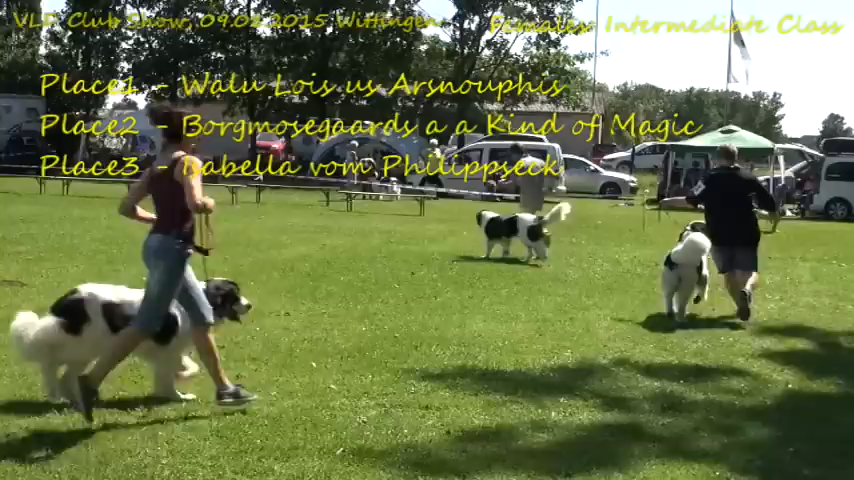 VLF Club Show, 09.08.2015 Wittingen - Females Intermediate Class
Place1 - Walu Lois us Arsnouphis
Place2 - Borgmosegaards a a Kind of Magic
Place3 - Isabella vom Philippseck